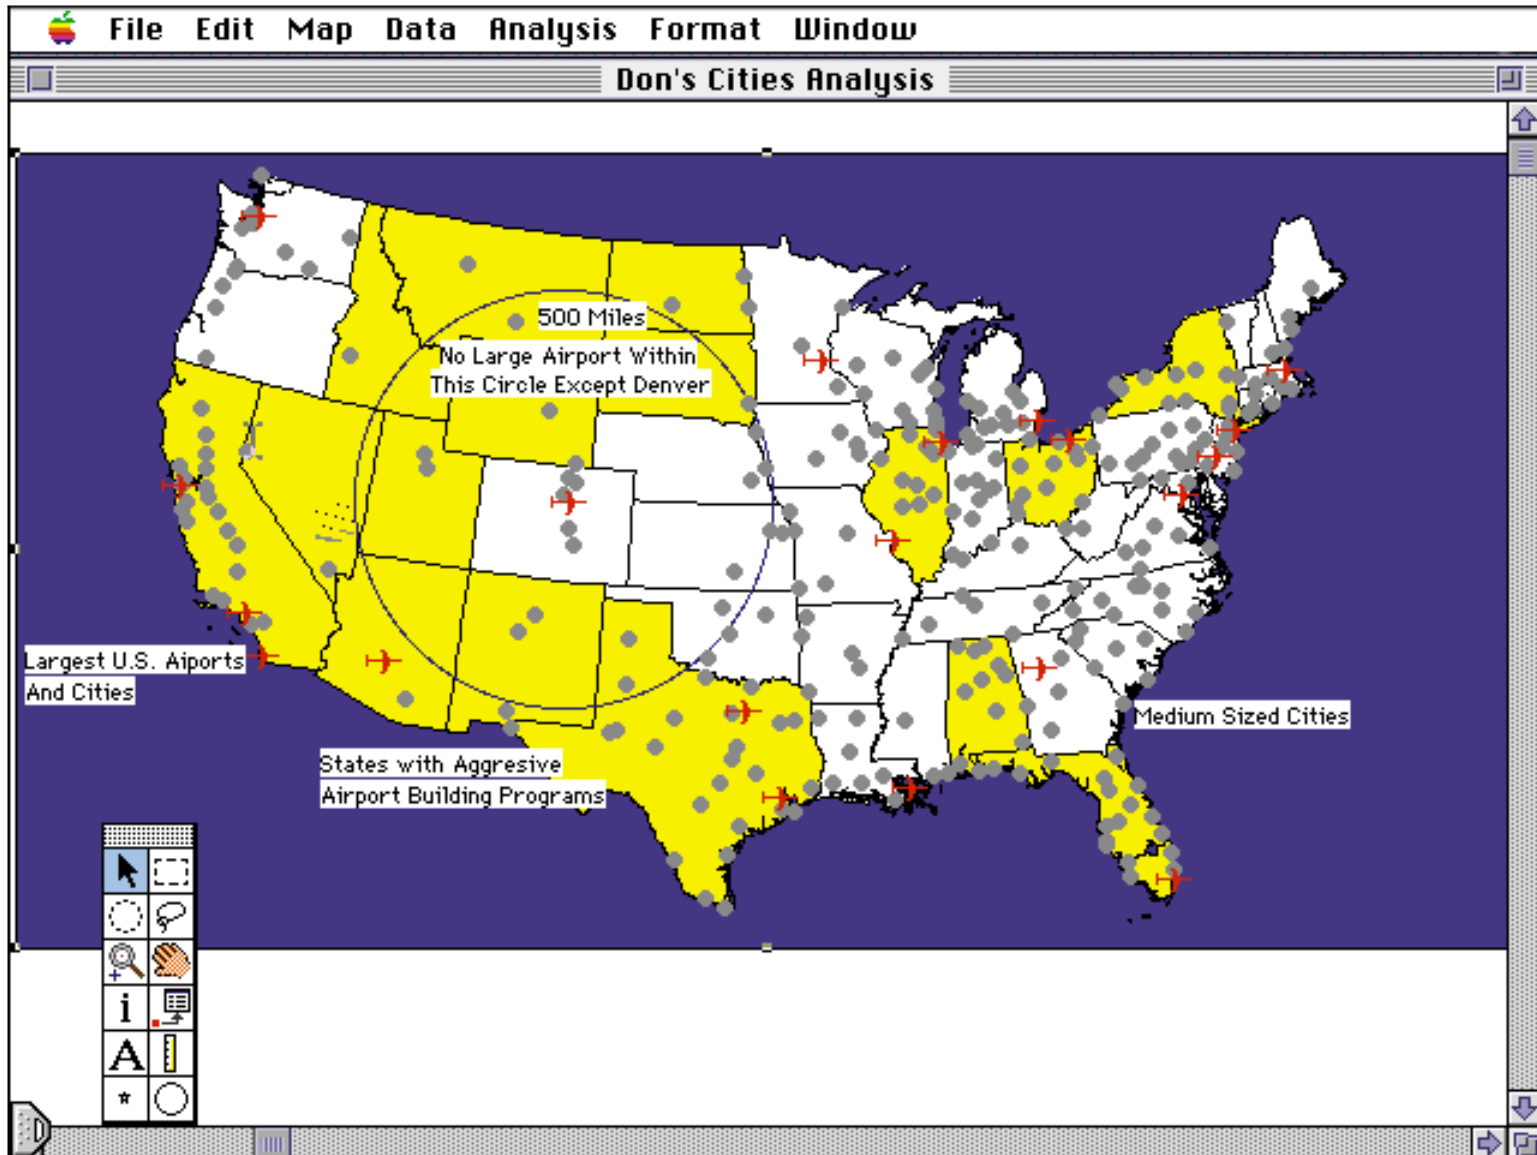 File Edit Map Data Analysis Format Window
Don's Cities Analysis
500 Miles
No Large Airport Within
This Circle Except Denver
Largest U.S. Aiports
And Cities
Medium Sized Cities
States with Aggresive
Airport Building Programs
i
A